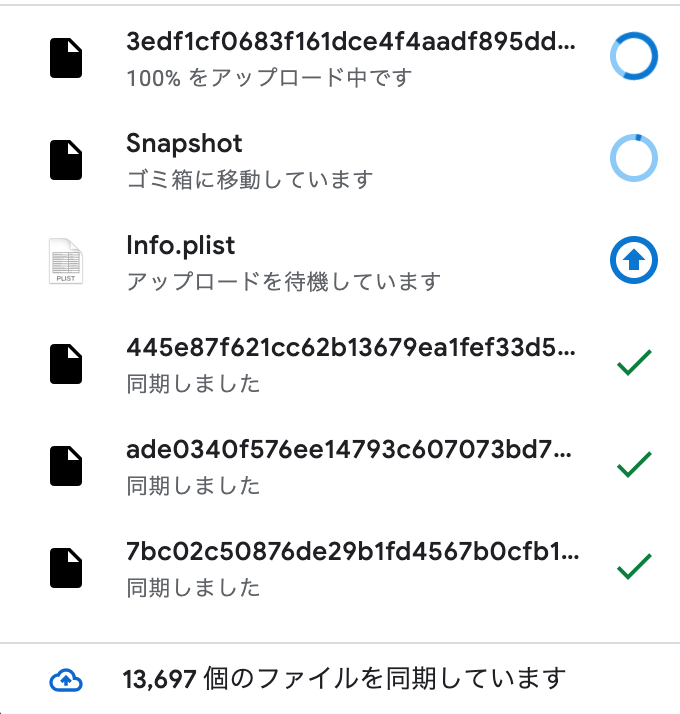 3edf1cf0683f161dce4f4aadf895dd...
100% をアップロード中です
Snapshot
ゴミ箱に移動しています
Info.plist
PLIST
アップロードを待機しています
445e87f621cc62b13679ea1fef33d5...
同期しました
ade0340f576ee14793c607073bd7...
同期しました
7bc02c50876de29b1fd4567b0cfb1...
同期しました
13,697 個のファイルを同期しています